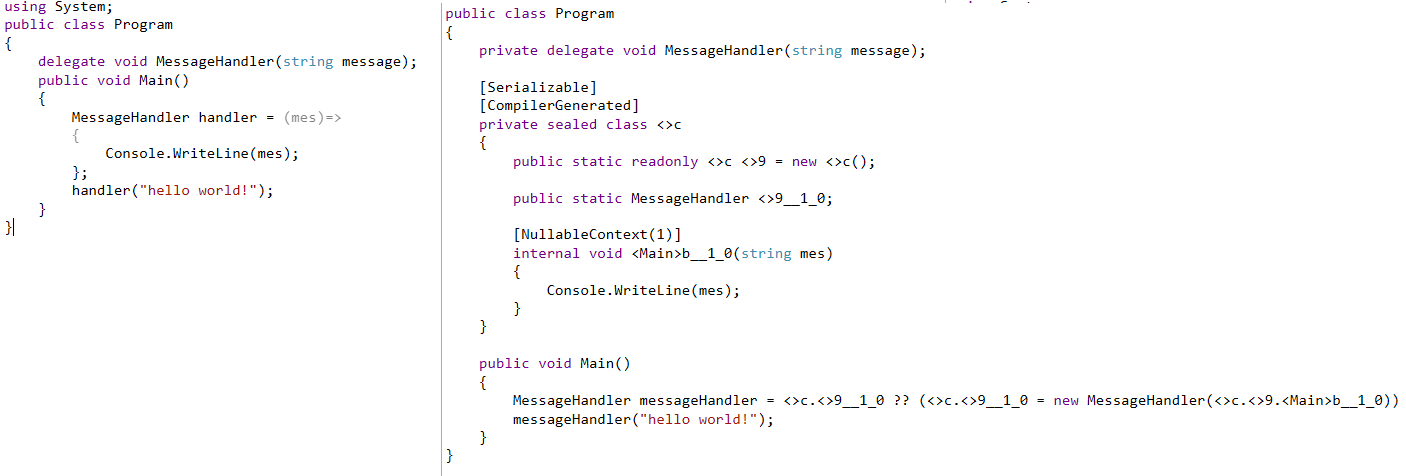 using System;
public class Program
{
    delegate void MessageHandler(string message);
    public void Main()
    {
        MessageHandler handler = (mes)=>
        {
            Console.WriteLine(mes);
        };
        handler("hello world!");
    }
}
public class Program
{
    private delegate void MessageHandler(string message);

    [Serializable]
    [CompilerGenerated]
    private sealed class <>c
    {
        public static readonly <>c <>9 = new <>c();

        public static MessageHandler <>9__1_0;

        [NullableContext(1)]
        internal void <Main>b__1_0(string mes)
        {
            Console.WriteLine(mes);
        }
    }

    public void Main()
    {
        MessageHandler messageHandler = <>c.<>9__1_0 ?? (<>c.<>9__1_0 = new MessageHandler(<>c.<>9.<Main>b__1_0))
        messageHandler("hello world!");
    }
}